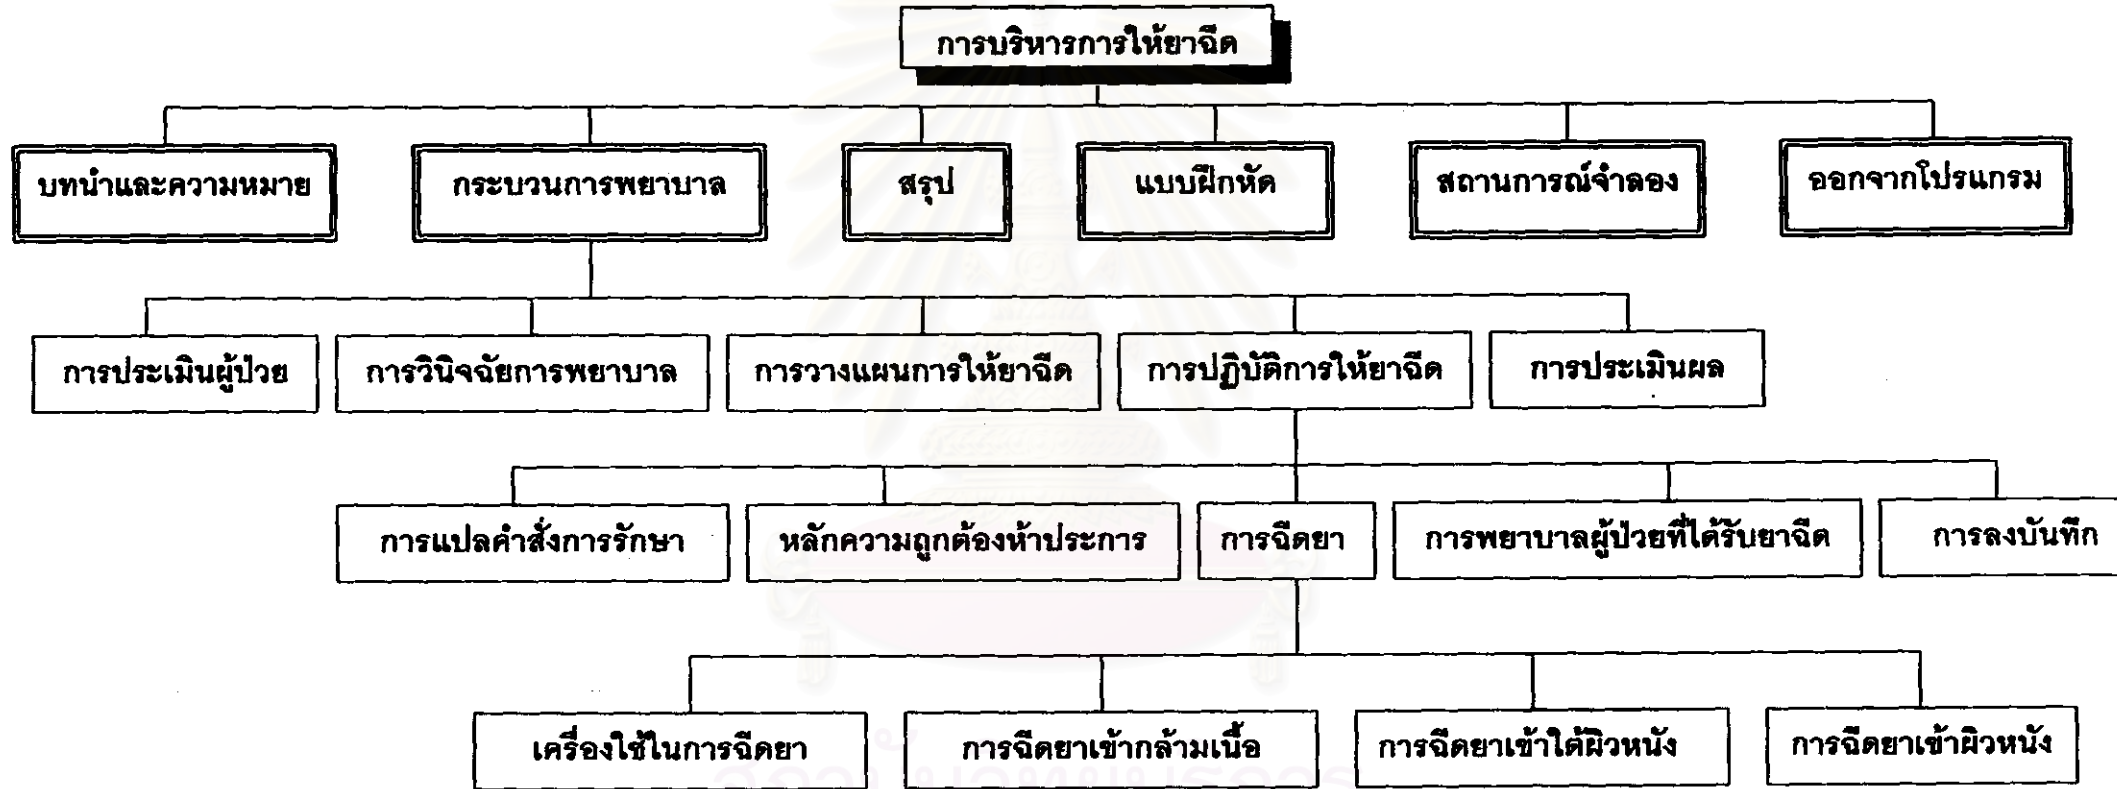 การบริหารการให้ยาฉีด
บทนำและความหมาย
กระบวนการพยาบาล
สรุป
แบบฝึกหัด
สถานการณ์จำลอง
ออกจากโปรแกรม
การประเมินผู้ป่วย
การวินิจฉัยการพยาบาล
การวางแผนการให้ยาฉีด
การปฏิบัติการให้ยาฉีด
การประเมินผล
การแปลคำสั่งการรักษา
หลักความถูกต้องห้าประการ
การฉีดยา
การพยาบาลผู้ป่วยที่ได้รับยาฉีด
การลงบันทึก
เครื่องใช้ในการฉีดยา
การฉีดยาเข้ากล้ามเนื้อ
การฉีดยาเข้าใต้ผิวหนัง
การฉีดยาเข้าผิวหนัง